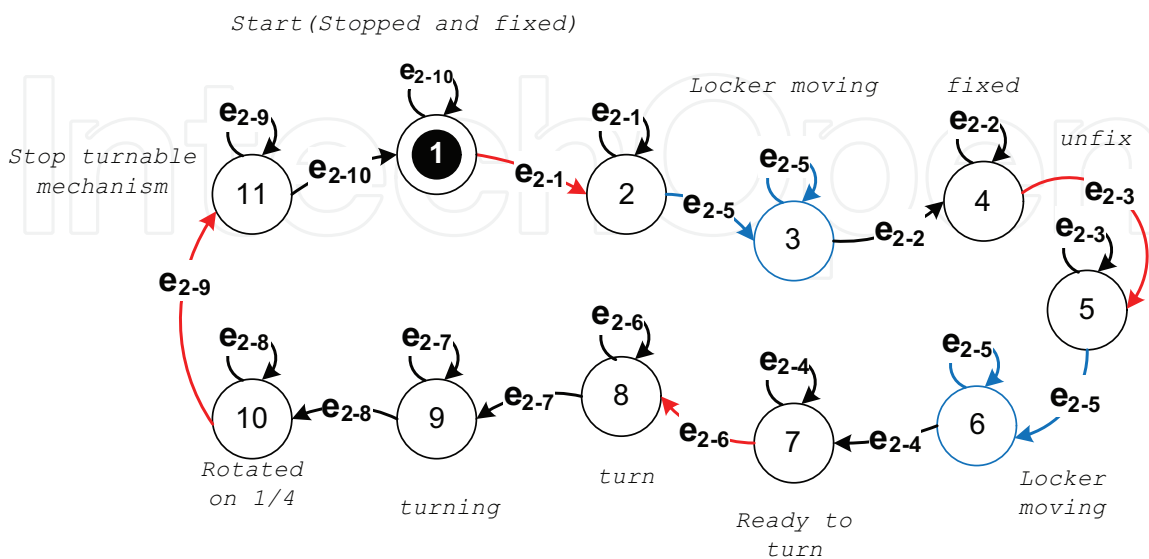 Start(Stopped and fixed)
e2-10
Locker moving
fixed
e2-9
e2-1
e2-2
unfix
Stop turnable
mechanism
11
e2-10
1
e2-1
2
e2-5
e2-5
3
e2-2
4
e2-3
e2-3
5
e2-9
e2-8
e2-7
e2-6
e2-4
e2-5
e2-5
10
e2-8
9
e2-7
8
e2-6
7
e2-4
6
Rotated
on 1/4
turning
turn
Ready to
turn
Locker
moving
IntechOpen